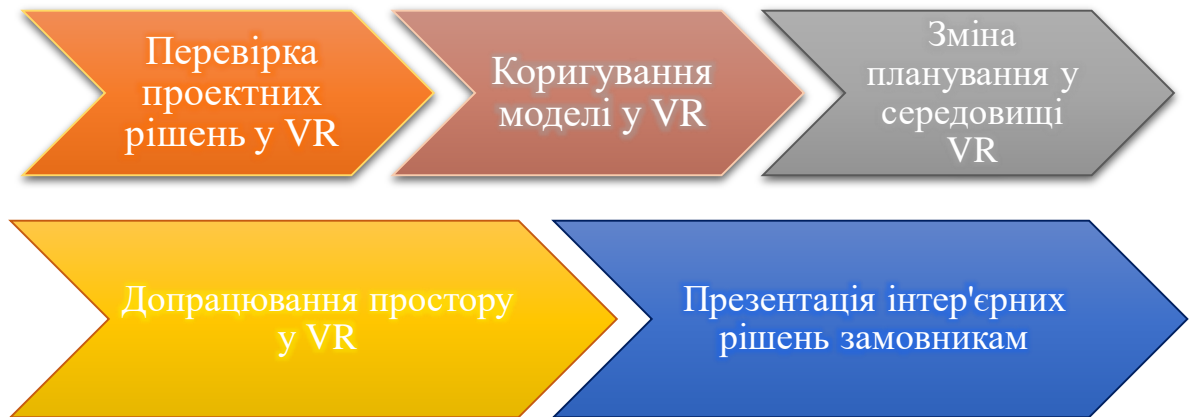 Перевірка
проектних
рішень у VR
Коригування
моделі у VR
Зміна
планування у
середовищі
VR
Допрацювання простору
у VR
Презентація інтер'єрних
рішень замовникам